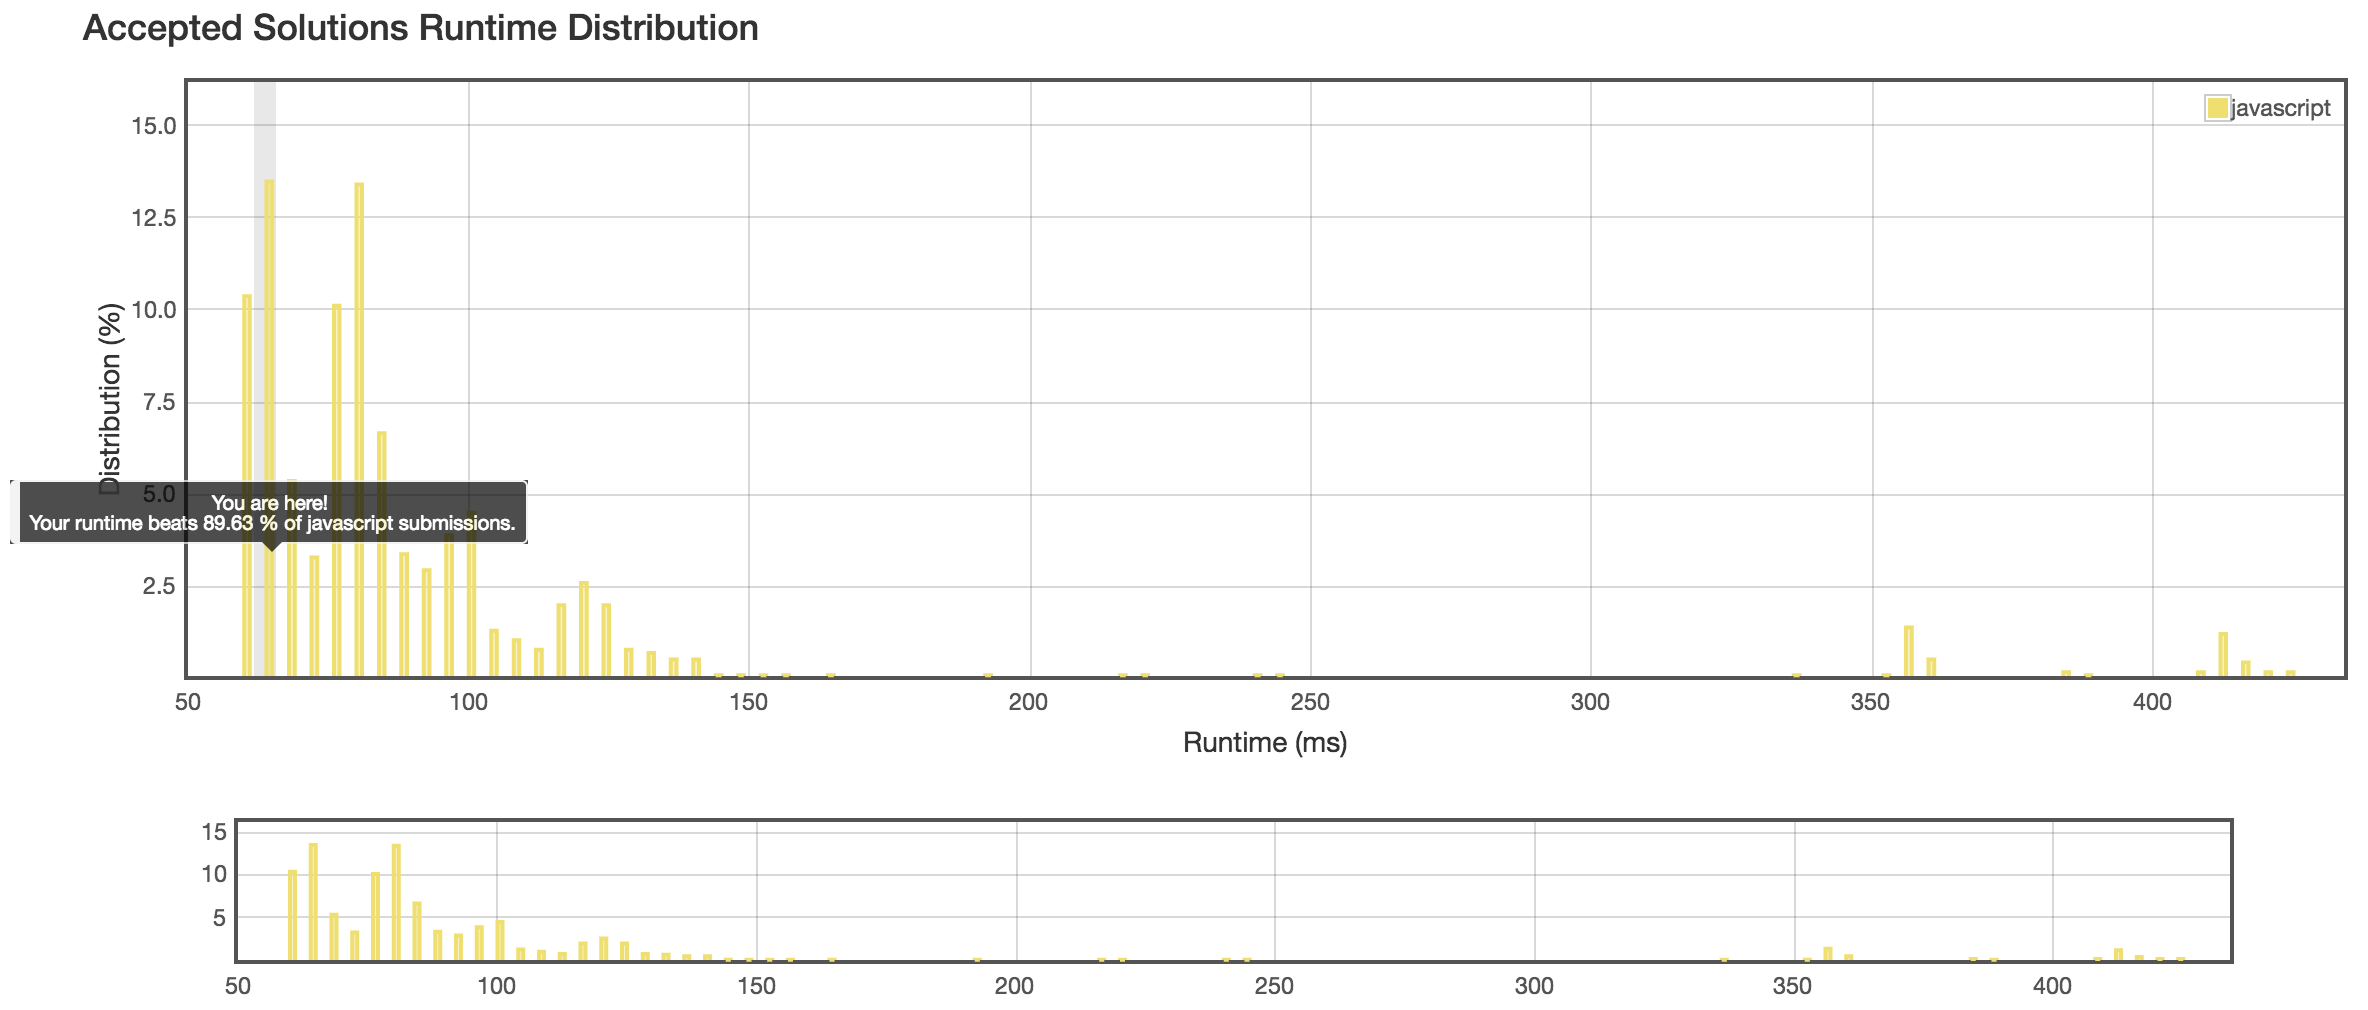 Accepted Solutions Runtime Distribution
javascript
15.0
12.5
10.0
7.5
5.0
2.5
Distribution (%)
You are here!
Your runtime beats 89.63 % of javascript submissions.
50 100 150 200 250 300 350 400
Runtime (ms)
15
10
5
50 100 150 200 250 300 350 400